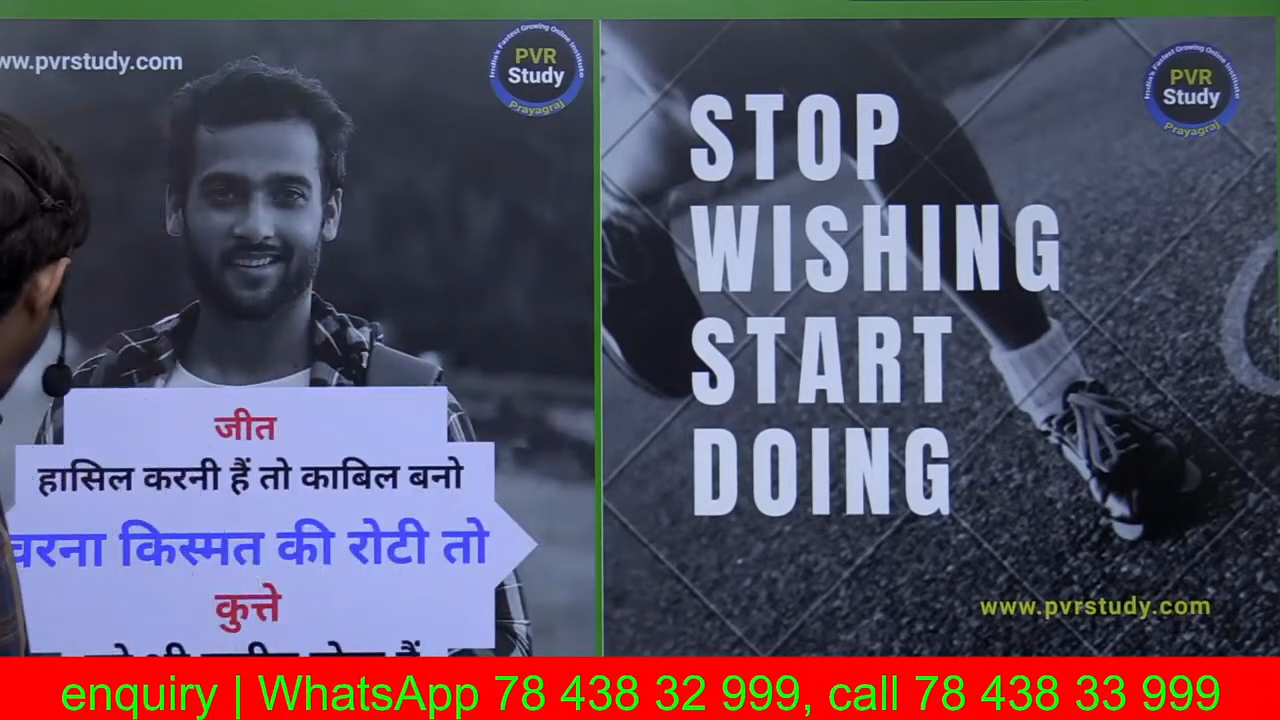 www.pvrstudy.com
India's Fastest Growing Online Institute
PVR
Study
Prayagraj
जीत
हासिल करनी हैं तो काबिल बनो
वरना किस्मत की रोटी तो
कुत्ते
India's Fastest Growing Online Institute
PVR
Study
Prayagraj
STOP
WISHING
START
DOING
www.pvrstudy.com
enquiry | WhatsApp 78 438 32 999, call 78 438 33 999